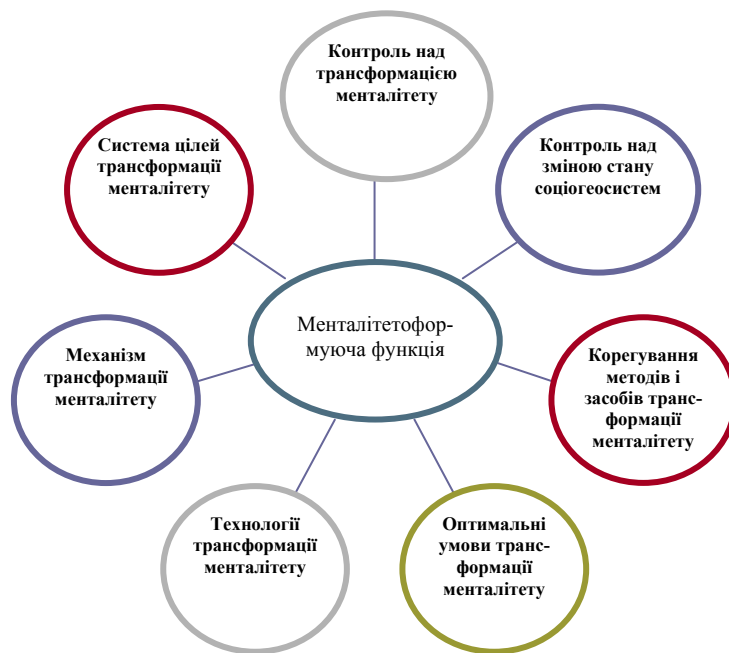 Контроль над
трансформацією
менталітету
Система цілей
трансформації
менталітету
Контроль над
зміною стану
соціогеосистем
Менталітетофор-
муюча функція
Механізм
трансформації
менталітету
Корегування
методів і
засобів транс-
формації
менталітету
Технології
трансформації
менталітету
Оптимальні
умови транс-
формації
менталітету